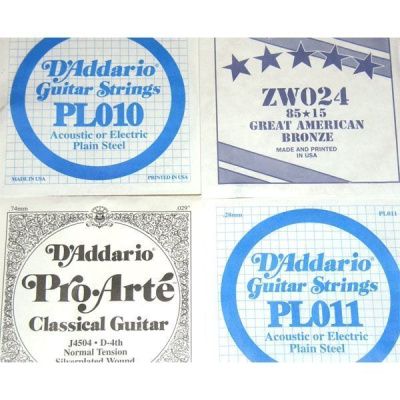 D'Addario
Guitar Strings
PL010
Acoustic or Electric
Plain Steel
MADE IN USA
PRINTED IN USA
ZW024
85★15
GREAT AMERICAN
BRONZE
MADE AND PRINTED
IN USA
.74mm
.029"
D'Addario
Pro·Arté
Classical Guitar
J4504 • D-4th
Normal Tension
Silverplated Wound
.28mm
PL011
D'Addario
Guitar Strings
PL011
Acoustic or Electric
Plain Steel